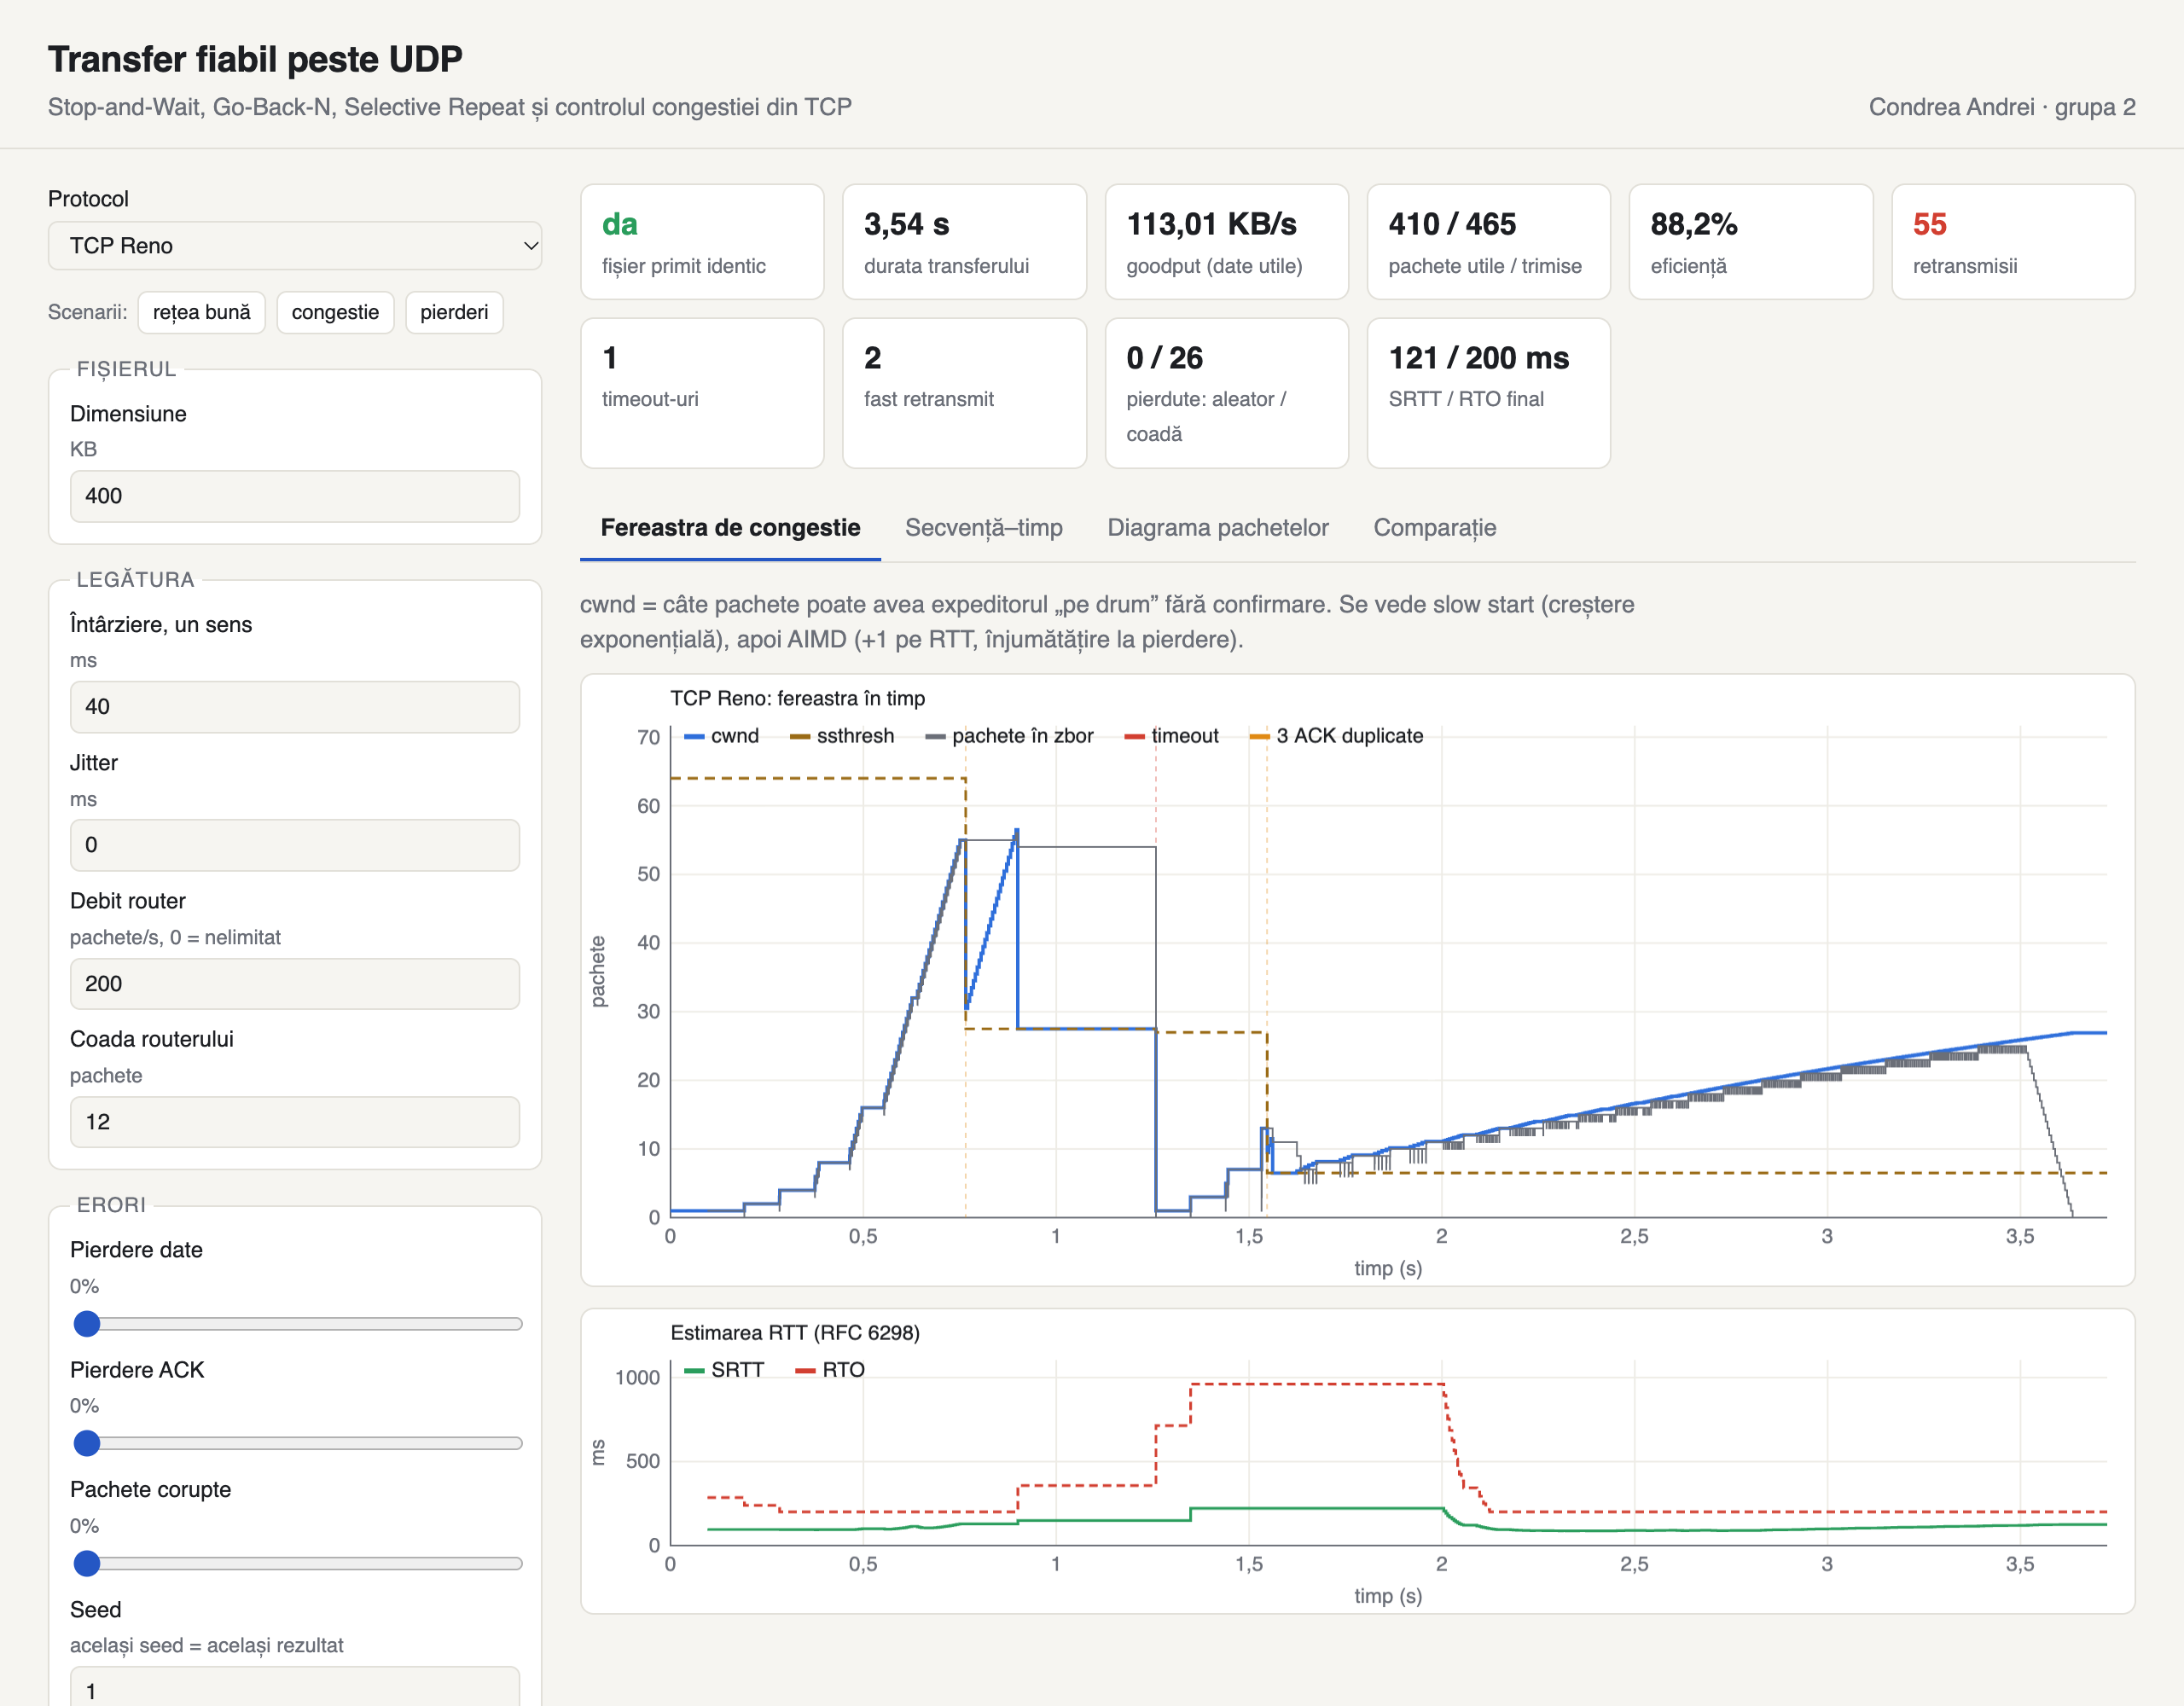 Transfer fiabil peste UDP
Stop-and-Wait, Go-Back-N, Selective Repeat și controlul congestiei din TCP
Condrea Andrei · grupa 2
Protocol
TCP Reno
Scenarii:
rețea bună
congestie
pierderi
FIȘIERUL
Dimensiune
KB
400
LEGĂTURA
Întârziere, un sens
ms
40
Jitter
ms
0
Debit router
pachete/s, 0 = nelimitat
200
Coada routerului
pachete
12
ERORI
Pierdere date
0%
Pierdere ACK
0%
Pachete corupte
0%
Seed
același seed = același rezultat
1
da
fișier primit identic
3,54 s
durata transferului
113,01 KB/s
goodput (date utile)
410 / 465
pachete utile / trimise
88,2%
eficiență
55
retransmisii
1
timeout-uri
2
fast retransmit
0 / 26
pierdute: aleator /
coadă
121 / 200 ms
SRTT / RTO final
Fereastra de congestie
Secvență–timp
Diagrama pachetelor
Comparație
cwnd = câte pachete poate avea expeditorul „pe drum” fără confirmare. Se vede slow start (creștere
exponențială), apoi AIMD (+1 pe RTT, înjumătățire la pierdere).
TCP Reno: fereastra în timp
cwnd
ssthresh
pachete în zbor
timeout
3 ACK duplicate
70
60
50
40
30
20
10
0
pachete
0
0,5
1
1,5
2
2,5
3
3,5
timp (s)
Estimarea RTT (RFC 6298)
SRTT
RTO
1000
500
0
ms
0
0,5
1
1,5
2
2,5
3
3,5
timp (s)